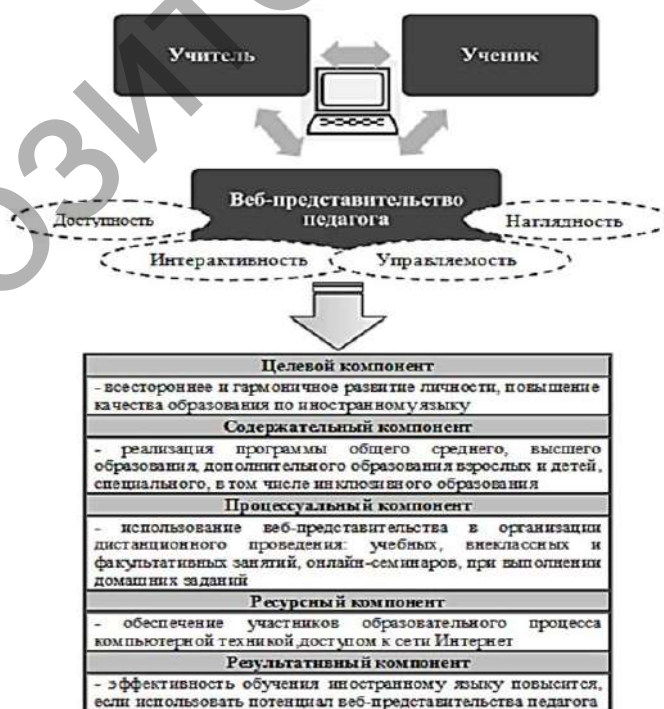 ОЗИТО
Учитель
Ученик
Веб-представительство
педагога
Доступность
Наглядность
Интерактивность
Управляемость
Целевой компонент
- всестороннее и гармоничное развитие личности, повышение
качества образования по иностранному языку
Содержательный компонент
- реализация программы общего среднего, высшего
образования, дополнительного образования взрослых и детей,
специального, в том числе инклюзивного образования
Процессуальный компонент
- использование веб-представительства в организации
дистанционного проведения: учебных, внеклассных и
факультативных занятий, онлайн-семинаров, при выполнении
домашних заданий
Ресурсный компонент
- обеспечение участников образовательного процесса
компьютерной техникой,доступом к сети Интернет
Результативный компонент
- эффективность обучения иностранному языку повысится,
если использовать потенциал веб-представительства педагога